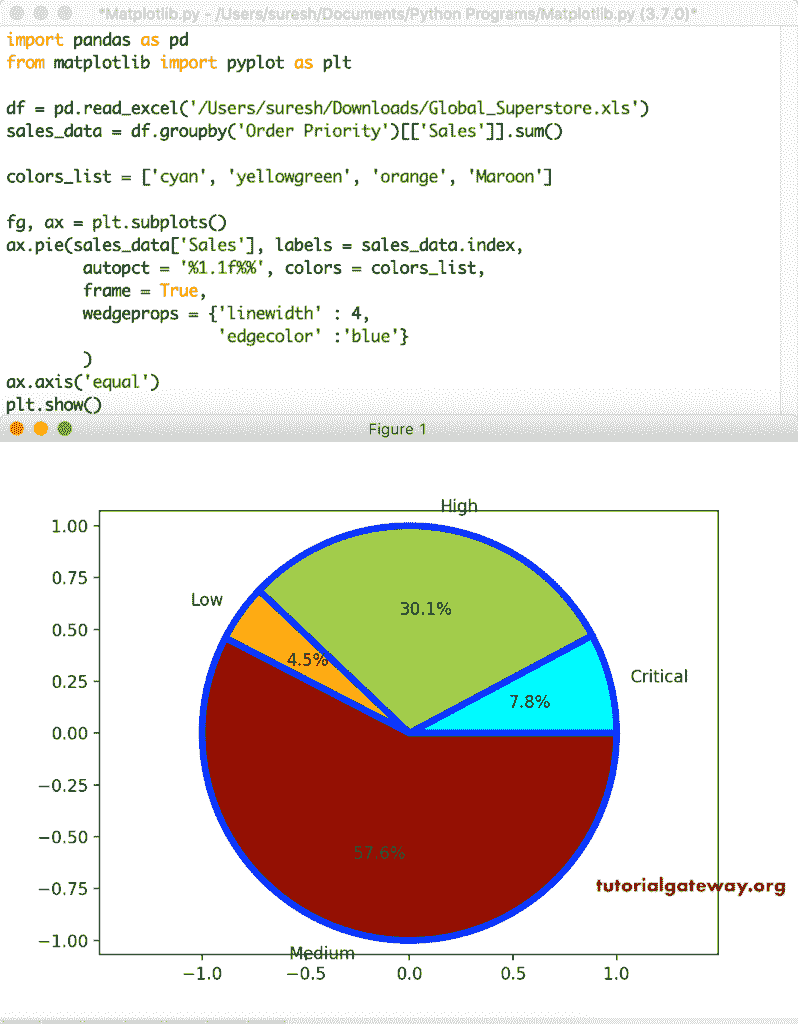 *Matplotlib.py - /Users/suresh/Documents/Python Programs/Matplotlib.py (3.7.0)*
import pandas as pd
from matplotlib import pyplot as plt
df = pd.read_excel('/Users/suresh/Downloads/Global_Superstore.xls')
sales_data = df.groupby('Order Priority')[['Sales']].sum()
colors_list = ['cyan', 'yellowgreen', 'orange', 'Maroon']
fg, ax = plt.subplots()
ax.pie(sales_data['Sales'], labels = sales_data.index,
autopct = '%1.1f%%', colors = colors_list,
frame = True,
wedgeprops = {'linewidth' : 4,
'edgecolor' :'blue'}
)
ax.axis('equal')
plt.show()
Figure 1
High
1.00
0.75
Low
30.1%
0.50
4.5%
Critical
0.25
7.8%
0.00
−0.25
−0.50
57.6%
−0.75
tutorialgateway.org
−1.00
Medium
−1.0 −0.5 0.0 0.5 1.0